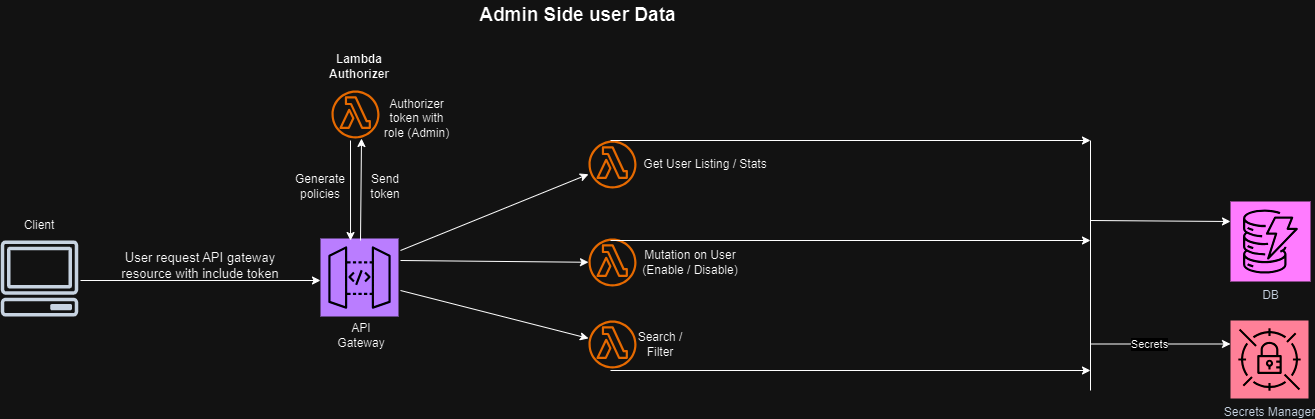 Admin Side user Data
Lambda
Authorizer
Authorizer
token with
role (Admin)
Generate
policies
Send
token
Client
User request API gateway
resource with include token
API
Gateway
Get User Listing / Stats
Mutation on User
(Enable / Disable)
Search /
Filter
DB
Secrets
Secrets Manager